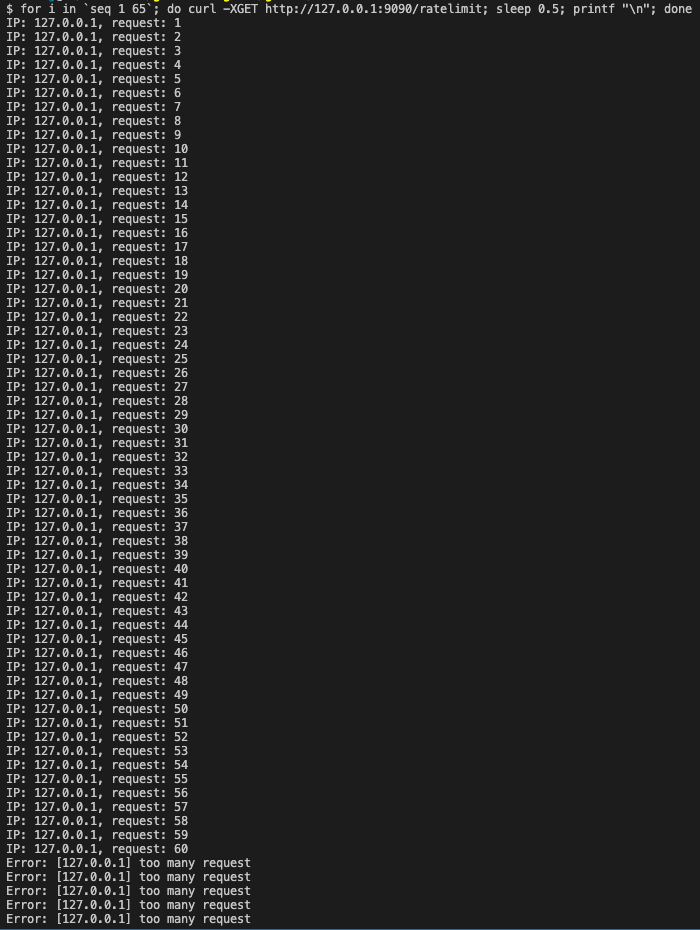 $ for i in `seq 1 65`; do curl -XGET http://127.0.0.1:9090/ratelimit; sleep 0.5; printf "\n"; done
IP: 127.0.0.1, request: 1
IP: 127.0.0.1, request: 2
IP: 127.0.0.1, request: 3
IP: 127.0.0.1, request: 4
IP: 127.0.0.1, request: 5
IP: 127.0.0.1, request: 6
IP: 127.0.0.1, request: 7
IP: 127.0.0.1, request: 8
IP: 127.0.0.1, request: 9
IP: 127.0.0.1, request: 10
IP: 127.0.0.1, request: 11
IP: 127.0.0.1, request: 12
IP: 127.0.0.1, request: 13
IP: 127.0.0.1, request: 14
IP: 127.0.0.1, request: 15
IP: 127.0.0.1, request: 16
IP: 127.0.0.1, request: 17
IP: 127.0.0.1, request: 18
IP: 127.0.0.1, request: 19
IP: 127.0.0.1, request: 20
IP: 127.0.0.1, request: 21
IP: 127.0.0.1, request: 22
IP: 127.0.0.1, request: 23
IP: 127.0.0.1, request: 24
IP: 127.0.0.1, request: 25
IP: 127.0.0.1, request: 26
IP: 127.0.0.1, request: 27
IP: 127.0.0.1, request: 28
IP: 127.0.0.1, request: 29
IP: 127.0.0.1, request: 30
IP: 127.0.0.1, request: 31
IP: 127.0.0.1, request: 32
IP: 127.0.0.1, request: 33
IP: 127.0.0.1, request: 34
IP: 127.0.0.1, request: 35
IP: 127.0.0.1, request: 36
IP: 127.0.0.1, request: 37
IP: 127.0.0.1, request: 38
IP: 127.0.0.1, request: 39
IP: 127.0.0.1, request: 40
IP: 127.0.0.1, request: 41
IP: 127.0.0.1, request: 42
IP: 127.0.0.1, request: 43
IP: 127.0.0.1, request: 44
IP: 127.0.0.1, request: 45
IP: 127.0.0.1, request: 46
IP: 127.0.0.1, request: 47
IP: 127.0.0.1, request: 48
IP: 127.0.0.1, request: 49
IP: 127.0.0.1, request: 50
IP: 127.0.0.1, request: 51
IP: 127.0.0.1, request: 52
IP: 127.0.0.1, request: 53
IP: 127.0.0.1, request: 54
IP: 127.0.0.1, request: 55
IP: 127.0.0.1, request: 56
IP: 127.0.0.1, request: 57
IP: 127.0.0.1, request: 58
IP: 127.0.0.1, request: 59
IP: 127.0.0.1, request: 60
Error: [127.0.0.1] too many request
Error: [127.0.0.1] too many request
Error: [127.0.0.1] too many request
Error: [127.0.0.1] too many request
Error: [127.0.0.1] too many request